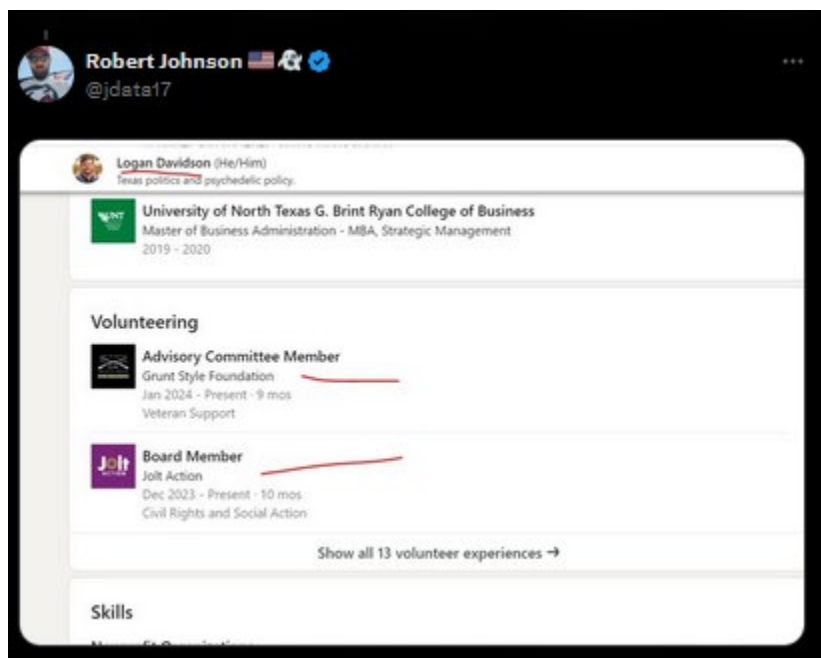 Robert Johnson 🇺🇸
@jdata17
Logan Davidson (He/Him)
Texas politics and psychedelic policy.
UNT
University of North Texas G. Brint Ryan College of Business
Master of Business Administration - MBA, Strategic Management
2019 - 2020
Volunteering
Advisory Committee Member
Grunt Style Foundation
Jan 2024 - Present · 9 mos
Veteran Support
Jolt
ACTION
Board Member
Jolt Action
Dec 2023 - Present · 10 mos
Civil Rights and Social Action
Show all 13 volunteer experiences →
Skills